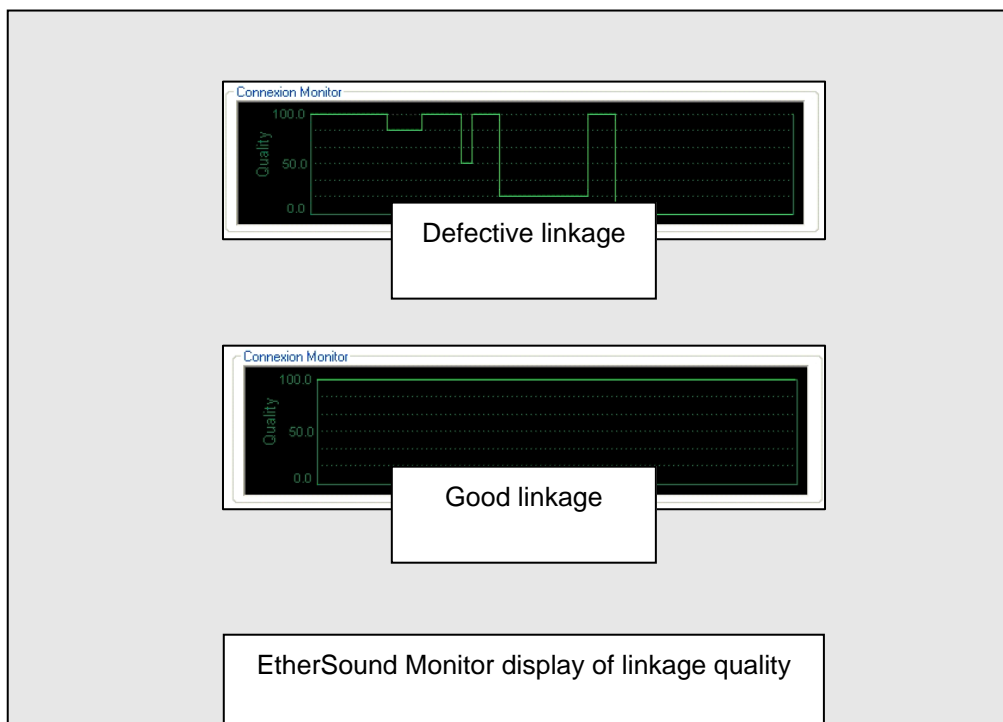 Connexion Monitor
100.0
Quality
50.0
0.0
Defective linkage
Connexion Monitor
100.0
Quality
50.0
0.0
Good linkage
EtherSound Monitor display of linkage quality